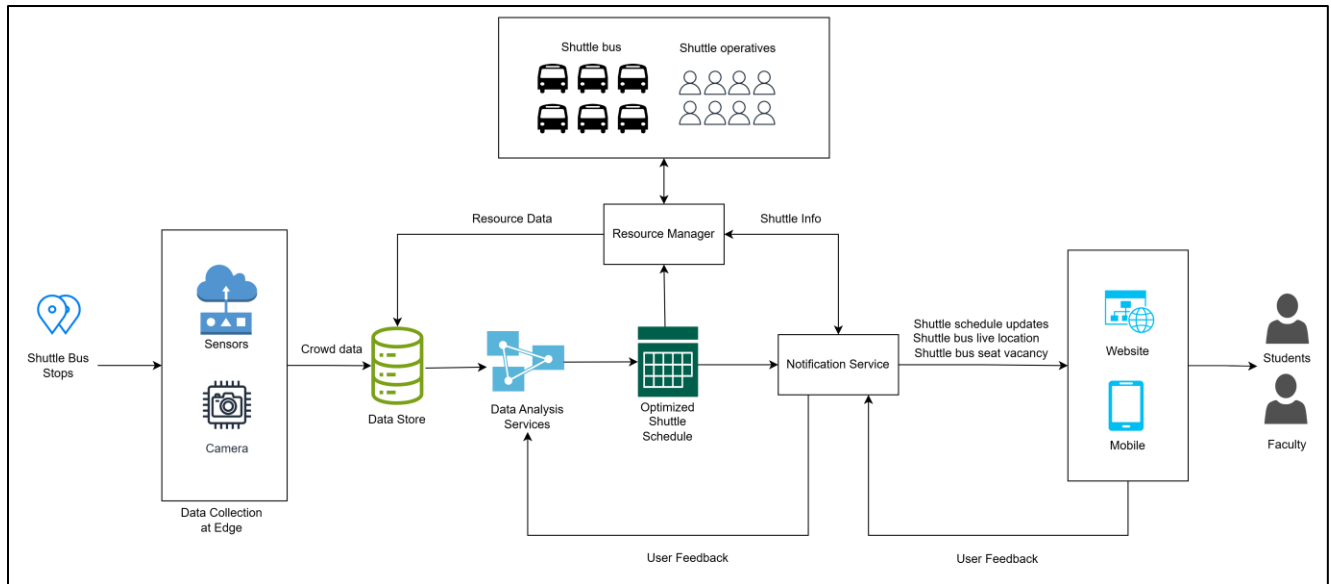 Shuttle bus
Shuttle operatives
Resource Data
Resource Manager
Shuttle Info
Shuttle Bus
Stops
Sensors
Camera
Data Collection
at Edge
Crowd data
Data Store
Data Analysis
Services
Optimized
Shuttle
Schedule
Notification Service
Shuttle schedule updates
Shuttle bus live location
Shuttle bus seat vacancy
Website
Mobile
Students
Faculty
User Feedback
User Feedback